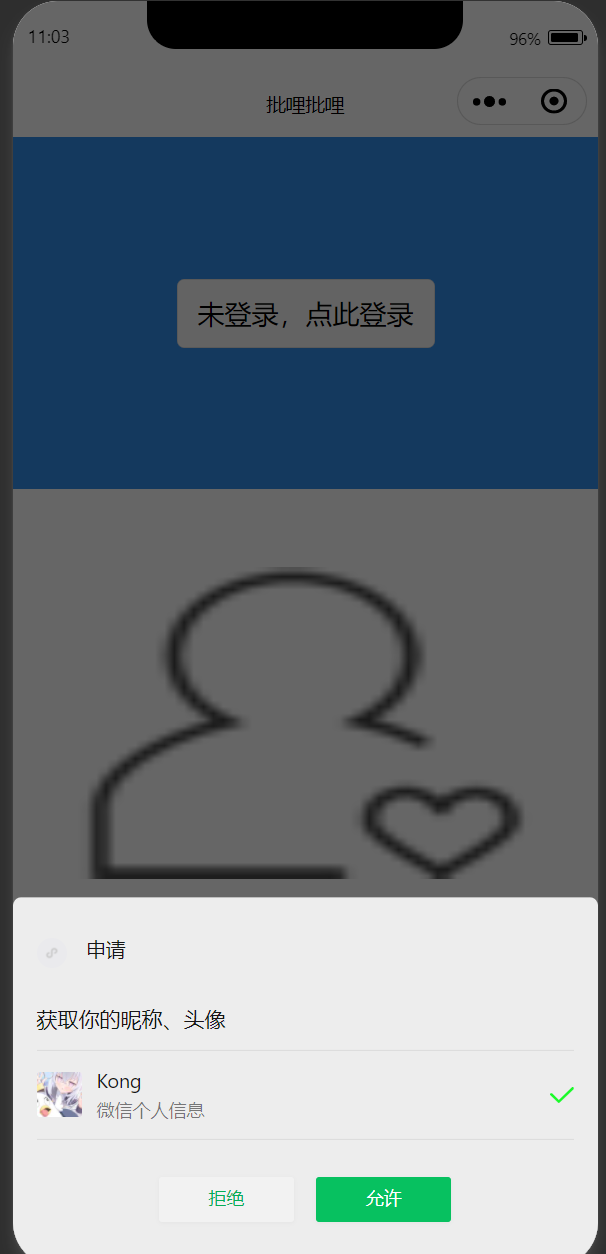 11:03
96%
批哩批哩
未登录，点此登录
申请
获取你的昵称、头像
Kong
微信个人信息
拒绝
允许